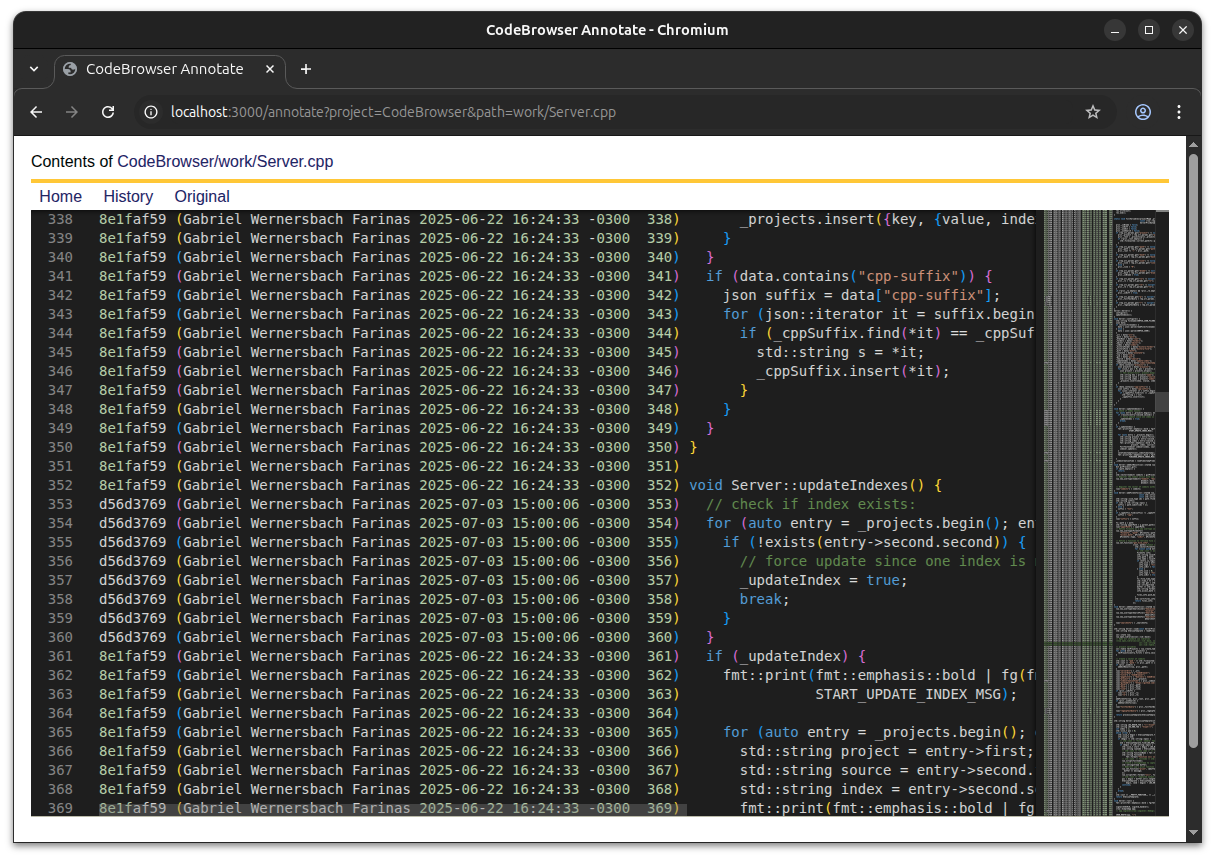 CodeBrowser Annotate - Chromium
CodeBrowser Annotate
localhost:3000/annotate?project=CodeBrowser&path=work/Server.cpp
Contents of CodeBrowser/work/Server.cpp
Home History Original
338 8e1faf59 (Gabriel Wernersbach Farinas 2025-06-22 16:24:33 -0300 338) _projects.insert({key, {value, inde
339 8e1faf59 (Gabriel Wernersbach Farinas 2025-06-22 16:24:33 -0300 339) }
340 8e1faf59 (Gabriel Wernersbach Farinas 2025-06-22 16:24:33 -0300 340) }
341 8e1faf59 (Gabriel Wernersbach Farinas 2025-06-22 16:24:33 -0300 341) if (data.contains("cpp-suffix")) {
342 8e1faf59 (Gabriel Wernersbach Farinas 2025-06-22 16:24:33 -0300 342) json suffix = data["cpp-suffix"];
343 8e1faf59 (Gabriel Wernersbach Farinas 2025-06-22 16:24:33 -0300 343) for (json::iterator it = suffix.begin
344 8e1faf59 (Gabriel Wernersbach Farinas 2025-06-22 16:24:33 -0300 344) if (_cppSuffix.find(*it) == _cppSuf
345 8e1faf59 (Gabriel Wernersbach Farinas 2025-06-22 16:24:33 -0300 345) std::string s = *it;
346 8e1faf59 (Gabriel Wernersbach Farinas 2025-06-22 16:24:33 -0300 346) _cppSuffix.insert(*it);
347 8e1faf59 (Gabriel Wernersbach Farinas 2025-06-22 16:24:33 -0300 347) }
348 8e1faf59 (Gabriel Wernersbach Farinas 2025-06-22 16:24:33 -0300 348) }
349 8e1faf59 (Gabriel Wernersbach Farinas 2025-06-22 16:24:33 -0300 349) }
350 8e1faf59 (Gabriel Wernersbach Farinas 2025-06-22 16:24:33 -0300 350) }
351 8e1faf59 (Gabriel Wernersbach Farinas 2025-06-22 16:24:33 -0300 351)
352 8e1faf59 (Gabriel Wernersbach Farinas 2025-06-22 16:24:33 -0300 352) void Server::updateIndexes() {
353 d56d3769 (Gabriel Wernersbach Farinas 2025-07-03 15:00:06 -0300 353) // check if index exists:
354 d56d3769 (Gabriel Wernersbach Farinas 2025-07-03 15:00:06 -0300 354) for (auto entry = _projects.begin(); en
355 d56d3769 (Gabriel Wernersbach Farinas 2025-07-03 15:00:06 -0300 355) if (!exists(entry->second.second)) {
356 d56d3769 (Gabriel Wernersbach Farinas 2025-07-03 15:00:06 -0300 356) // force update since one index is
357 d56d3769 (Gabriel Wernersbach Farinas 2025-07-03 15:00:06 -0300 357) _updateIndex = true;
358 d56d3769 (Gabriel Wernersbach Farinas 2025-07-03 15:00:06 -0300 358) break;
359 d56d3769 (Gabriel Wernersbach Farinas 2025-07-03 15:00:06 -0300 359) }
360 d56d3769 (Gabriel Wernersbach Farinas 2025-07-03 15:00:06 -0300 360) }
361 8e1faf59 (Gabriel Wernersbach Farinas 2025-06-22 16:24:33 -0300 361) if (_updateIndex) {
362 8e1faf59 (Gabriel Wernersbach Farinas 2025-06-22 16:24:33 -0300 362) fmt::print(fmt::emphasis::bold | fg(f
363 8e1faf59 (Gabriel Wernersbach Farinas 2025-06-22 16:24:33 -0300 363) START_UPDATE_INDEX_MSG);
364 8e1faf59 (Gabriel Wernersbach Farinas 2025-06-22 16:24:33 -0300 364)
365 8e1faf59 (Gabriel Wernersbach Farinas 2025-06-22 16:24:33 -0300 365) for (auto entry = _projects.begin();
366 8e1faf59 (Gabriel Wernersbach Farinas 2025-06-22 16:24:33 -0300 366) std::string project = entry->first;
367 8e1faf59 (Gabriel Wernersbach Farinas 2025-06-22 16:24:33 -0300 367) std::string source = entry->second.
368 8e1faf59 (Gabriel Wernersbach Farinas 2025-06-22 16:24:33 -0300 368) std::string index = entry->second.s
369 8e1faf59 (Gabriel Wernersbach Farinas 2025-06-22 16:24:33 -0300 369) fmt::print(fmt::emphasis::bold | fg